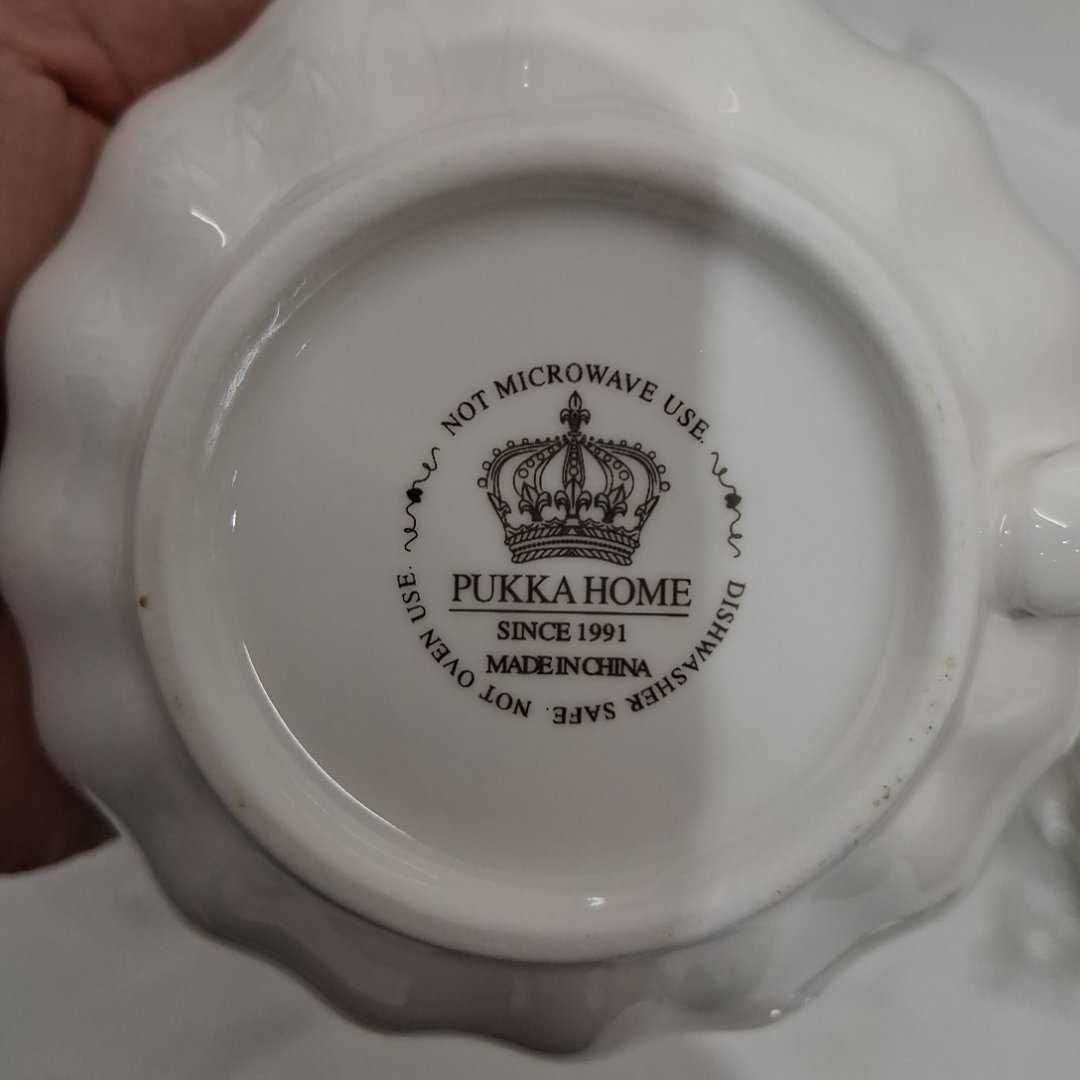 NOT MICROWAVE USE.
PUKKA HOME
SINCE 1991
MADE IN CHINA
DISHWASHER SAFE. NOT OVEN USE.